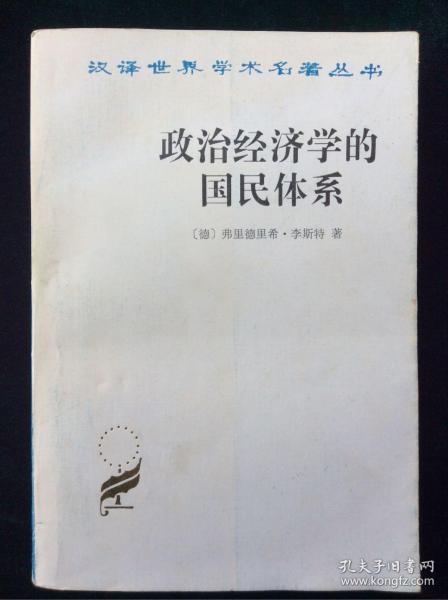 汉译世界学术名著丛书
政治经济学的
国民体系
〔德〕弗里德里希·李斯特 著
孔夫子旧书网
www.kongfz.com